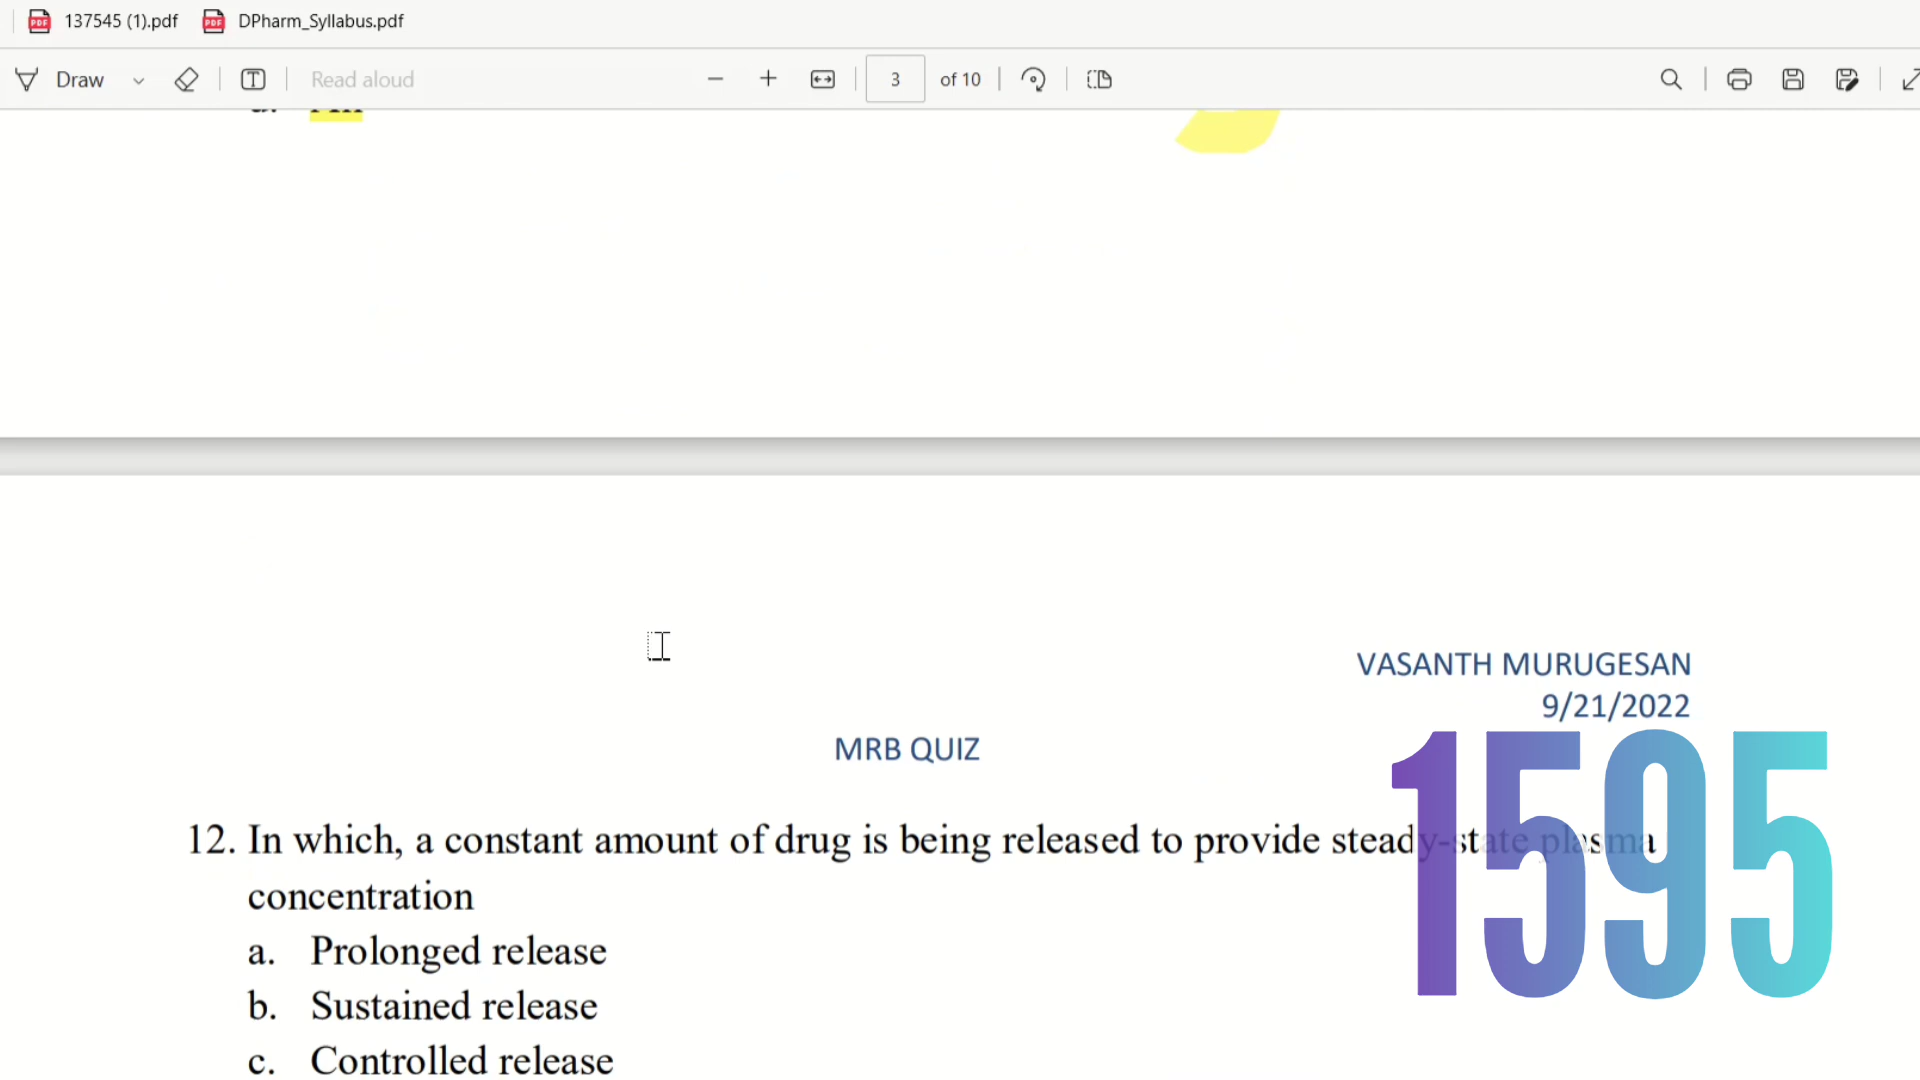 137545 (1).pdf DPharm_Syllabus.pdf
Draw Read aloud 3 of 10
VASANTH MURUGESAN
9/21/2022
MRB QUIZ
12. In which, a constant amount of drug is being released to provide steady-state plasma
concentration
a. Prolonged release
b. Sustained release
c. Controlled release
1595